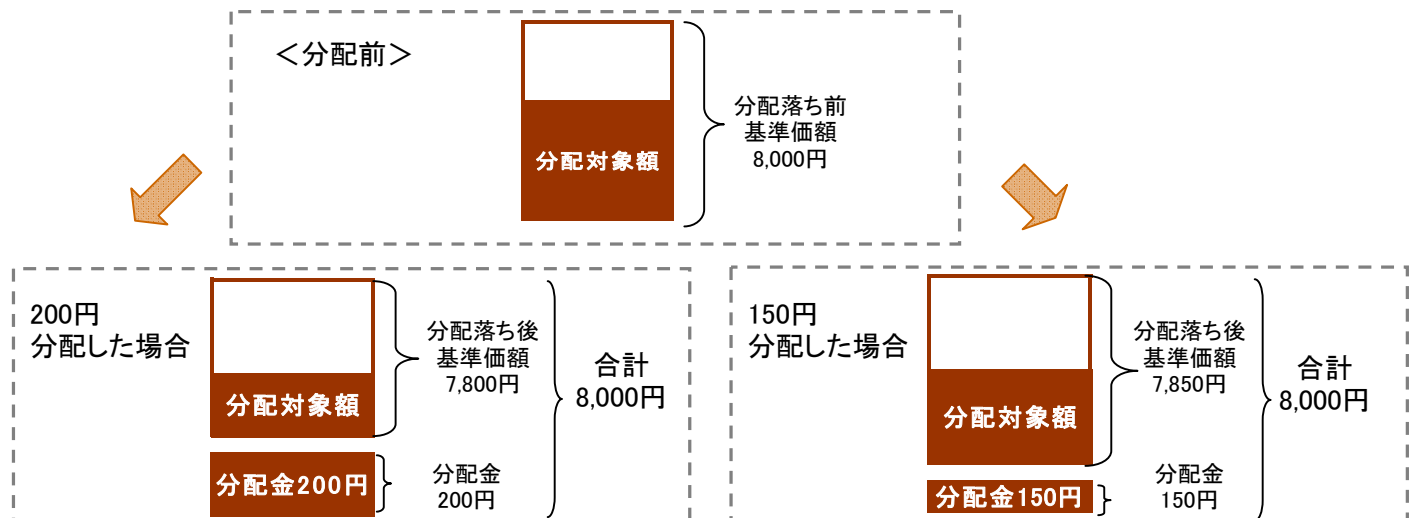 ＜分配前＞
分配対象額
分配落ち前
基準価額
8,000円
200円
分配した場合
分配対象額
分配落ち後
基準価額
7,800円
合計
8,000円
分配金200円
分配金
200円
150円
分配した場合
分配対象額
分配落ち後
基準価額
7,850円
合計
8,000円
分配金150円
分配金
150円